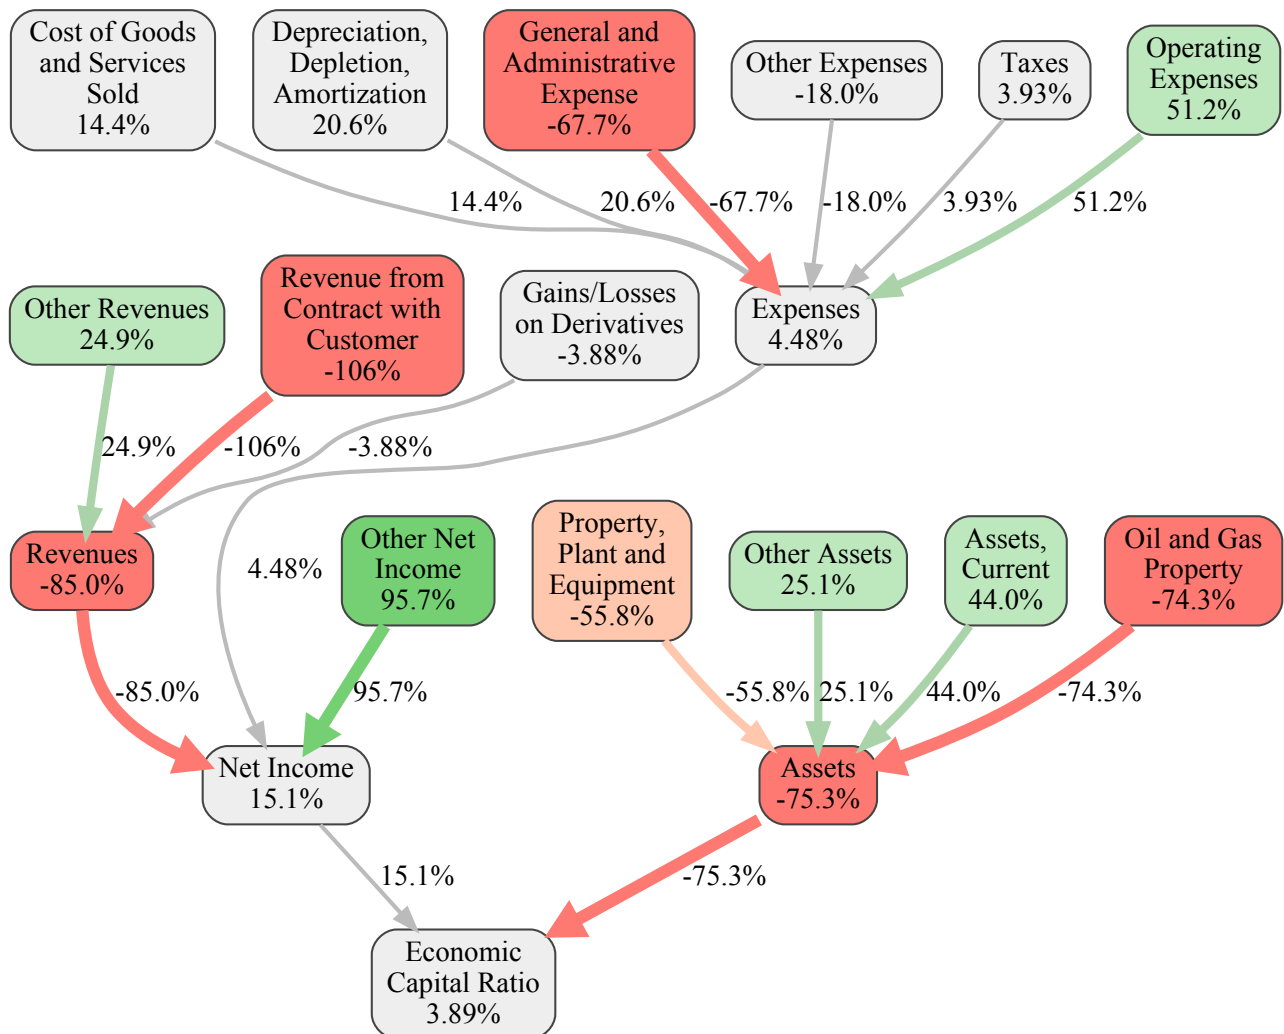 Cost of Goods
and Services
Sold
14.4%
Depreciation,
Depletion,
Amortization
20.6%
General and
Administrative
Expense
-67.7%
Other Expenses
-18.0%
Taxes
3.93%
Operating
Expenses
51.2%
14.4%
20.6%
-67.7%
-18.0%
3.93%
51.2%
Other Revenues
24.9%
Revenue from
Contract with
Customer
-106%
Gains/Losses
on Derivatives
-3.88%
Expenses
4.48%
24.9%
-106%
-3.88%
Revenues
-85.0%
4.48%
Other Net
Income
95.7%
Property,
Plant and
Equipment
-55.8%
Other Assets
25.1%
Assets,
Current
44.0%
Oil and Gas
Property
-74.3%
-85.0%
95.7%
-55.8%
25.1%
44.0%
-74.3%
Net Income
15.1%
Assets
-75.3%
15.1%
-75.3%
Economic
Capital Ratio
3.89%